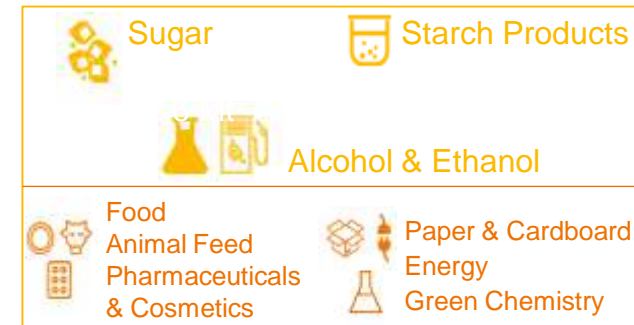 Sugar
Starch Products
Alcohol & Ethanol
Food
Animal Feed
Pharmaceuticals
& Cosmetics
Paper & Cardboard
Energy
Green Chemistry